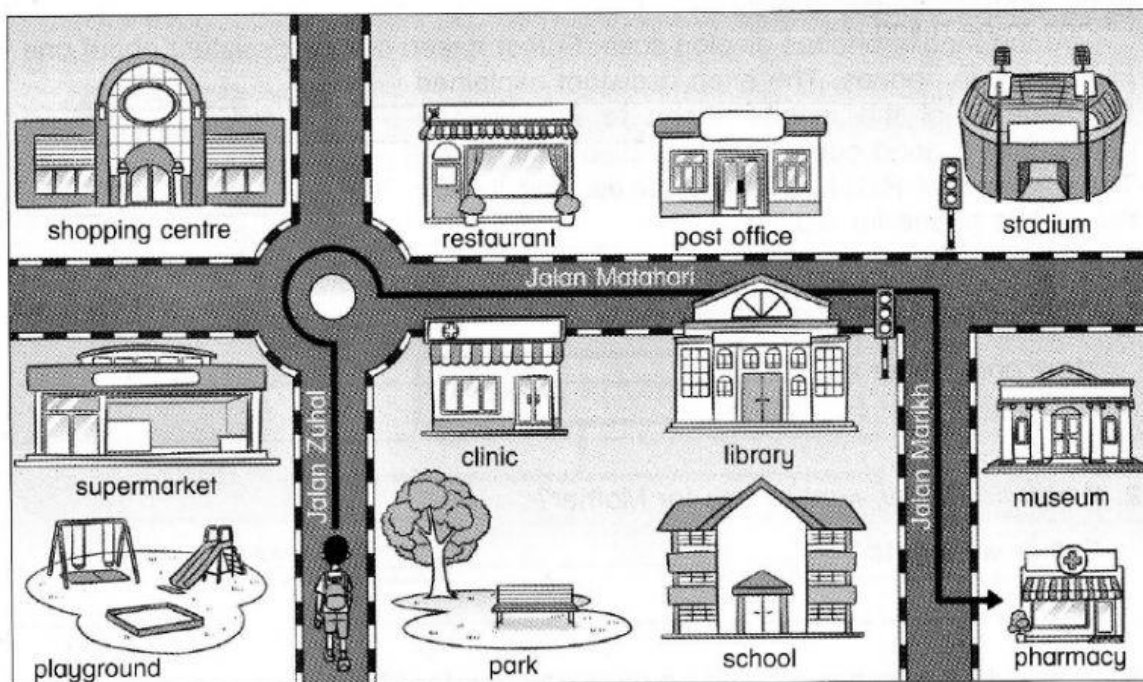 shopping centre
restaurant
post office
stadium
Jalan Matahari
supermarket
Jalan Zuhal
clinic
library
Jalan Marikh
museum
playground
park
school
pharmacy